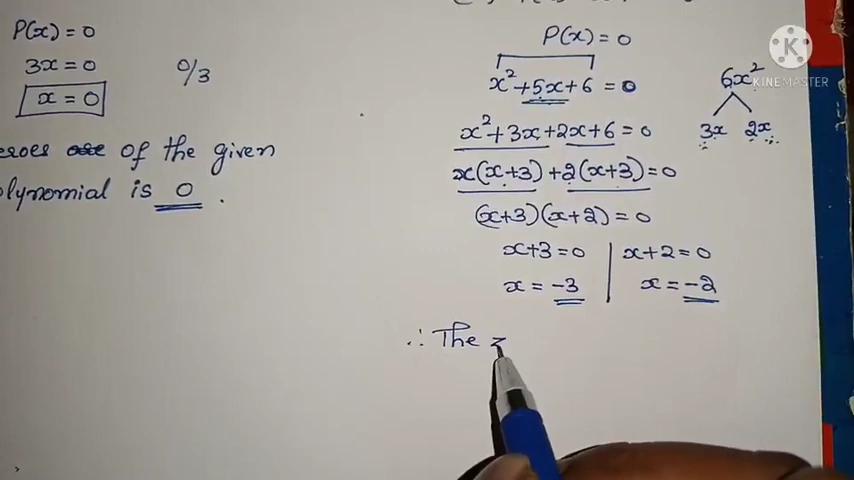 P(x) = 0
3x = 0
0/3
x = 0
of the given
is 0 .
P(x) = 0
x² + 5x + 6 = 0
6x²
3x 2x
x² + 3x + 2x + 6 = 0
x(x+3) + 2(x+3) = 0
(x+3)(x+2) = 0
x+3 = 0 | x+2 = 0
x = -3 | x = -2
∴ The z
KINEMASTER